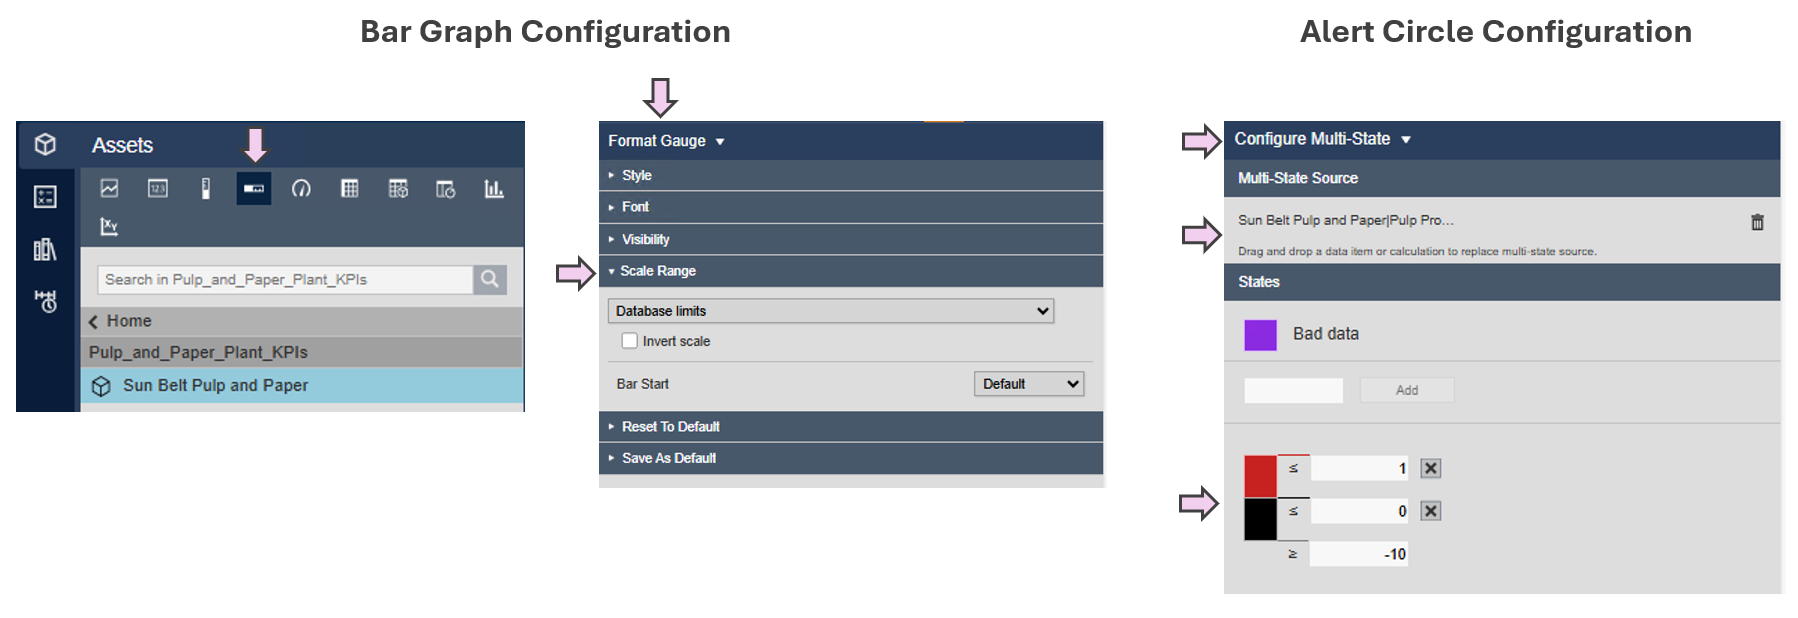 Bar Graph Configuration
Alert Circle Configuration
Assets
123
XY
Search in Pulp_and_Paper_Plant_KPIs
Home
Pulp_and_Paper_Plant_KPIs
Sun Belt Pulp and Paper
Format Gauge
Style
Font
Visibility
Scale Range
Database limits
Invert scale
Bar Start
Default
Reset To Default
Save As Default
Configure Multi-State
Multi-State Source
Sun Belt Pulp and Paper|Pulp Pro...
Drag and drop a data item or calculation to replace multi-state source.
States
Bad data
Add
≤ 1
≤ 0
≥ -10